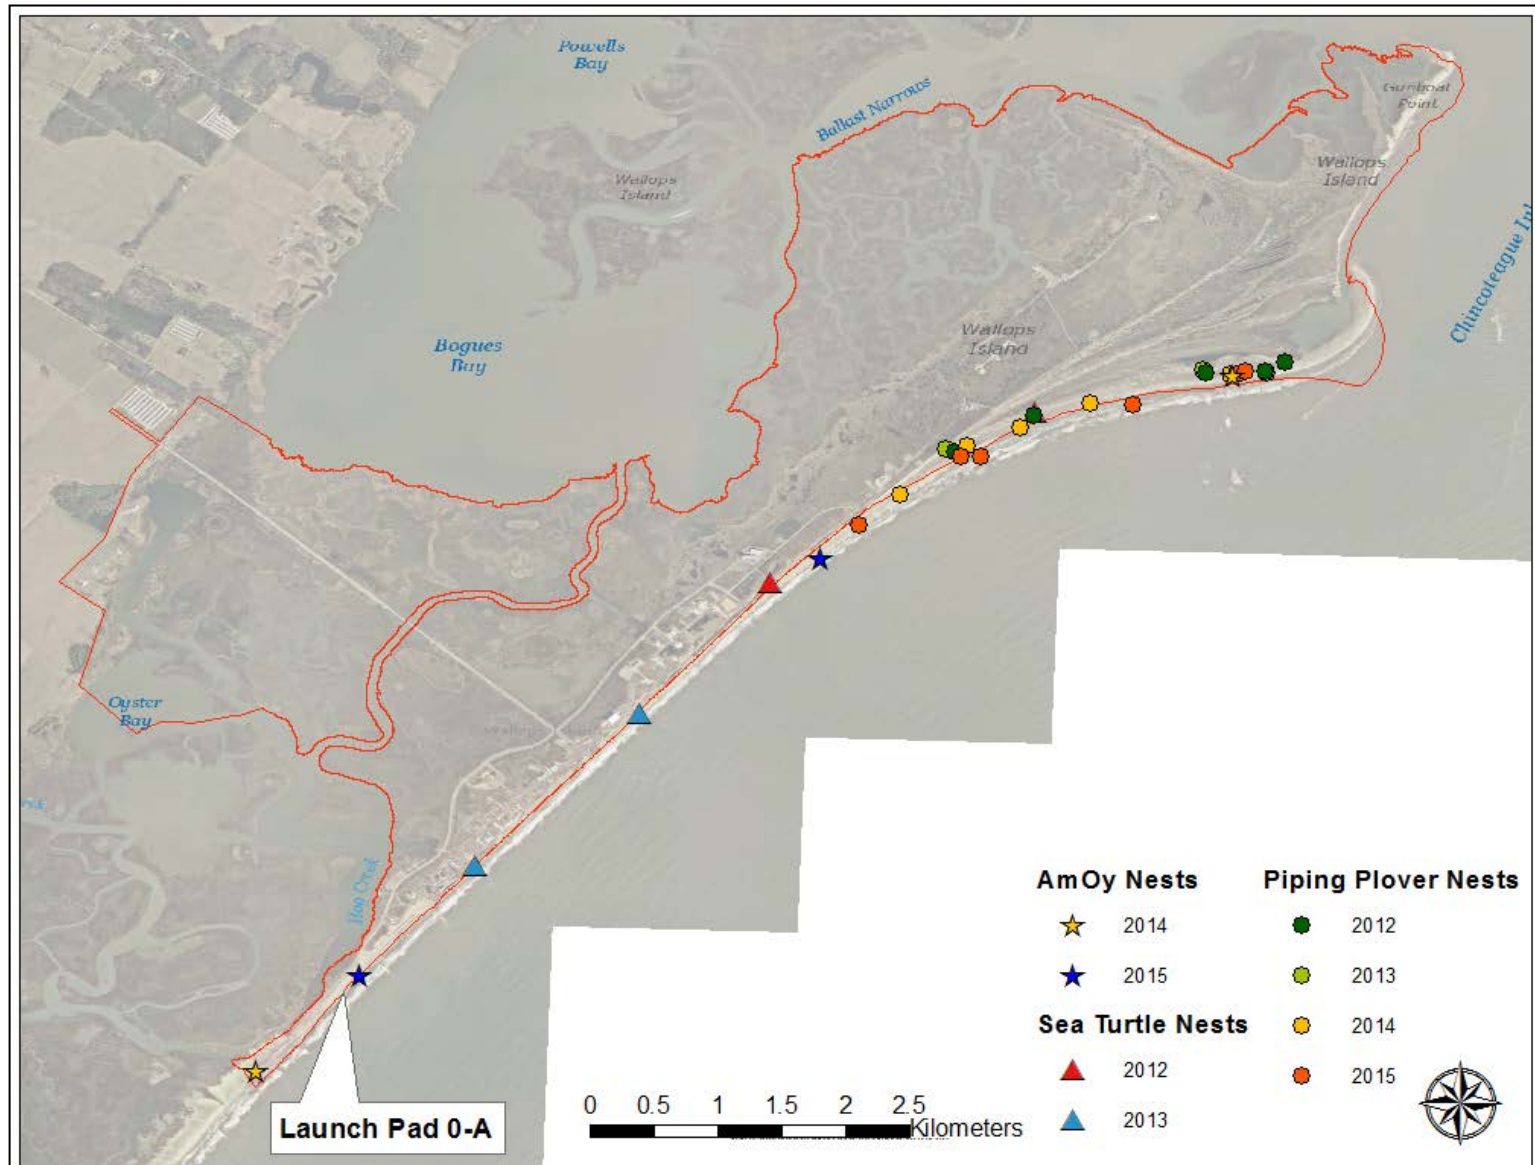 Powells
Bay
Ballast Narrows
Gunboat
Point
Wallops
Island
Wallops
Island
Chincoteague
Wallops
Island
Bogues
Bay
Oyster
Bay
Hog Creek
Launch Pad 0-A
0 0.5 1 1.5 2 2.5
Kilometers
AmOy Nests
2014
2015
Sea Turtle Nests
2012
2013
Piping Plover Nests
2012
2013
2014
2015